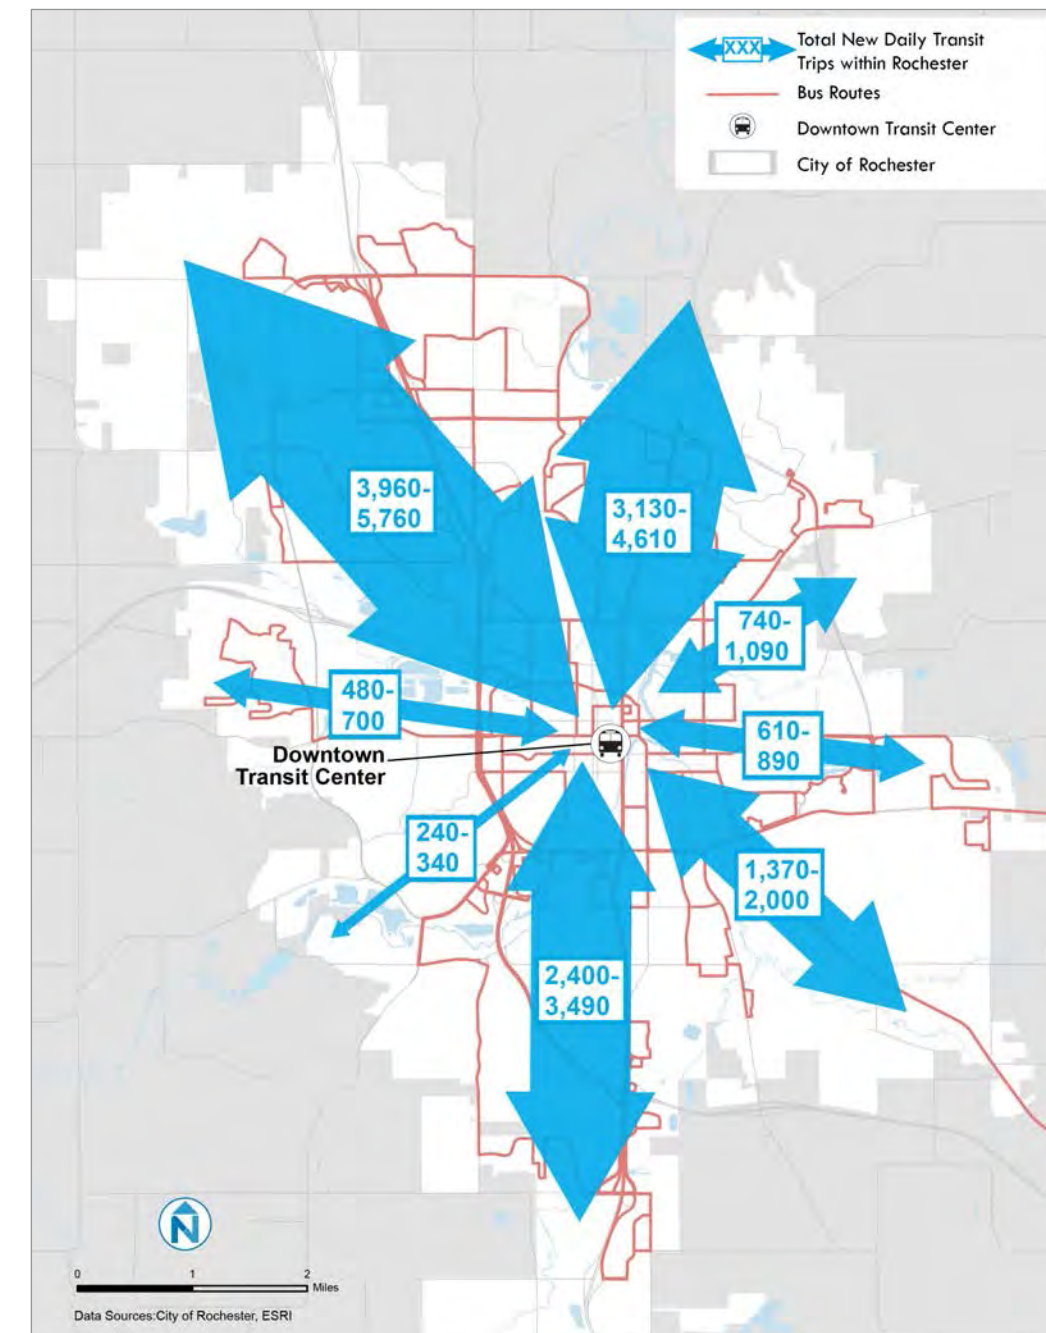 XXX
Total New Daily Transit
Trips within Rochester
Bus Routes
Downtown Transit Center
City of Rochester
3,960-
5,760
3,130-
4,610
740-
1,090
480-
700
610-
890
Downtown
Transit Center
240-
340
1,370-
2,000
2,400-
3,490
N
0 1 2
Miles
Data Sources:City of Rochester, ESRI